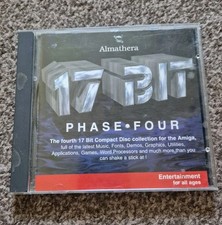 Almathera
17 BIT
PHASE•FOUR
The fourth 17 Bit Compact Disc collection for the Amiga,
full of the latest Music, Fonts, Demos, Graphics, Utilities,
Applications, Games, Word Processors and much more than you
can shake a stick at !
Entertainment
for all ages